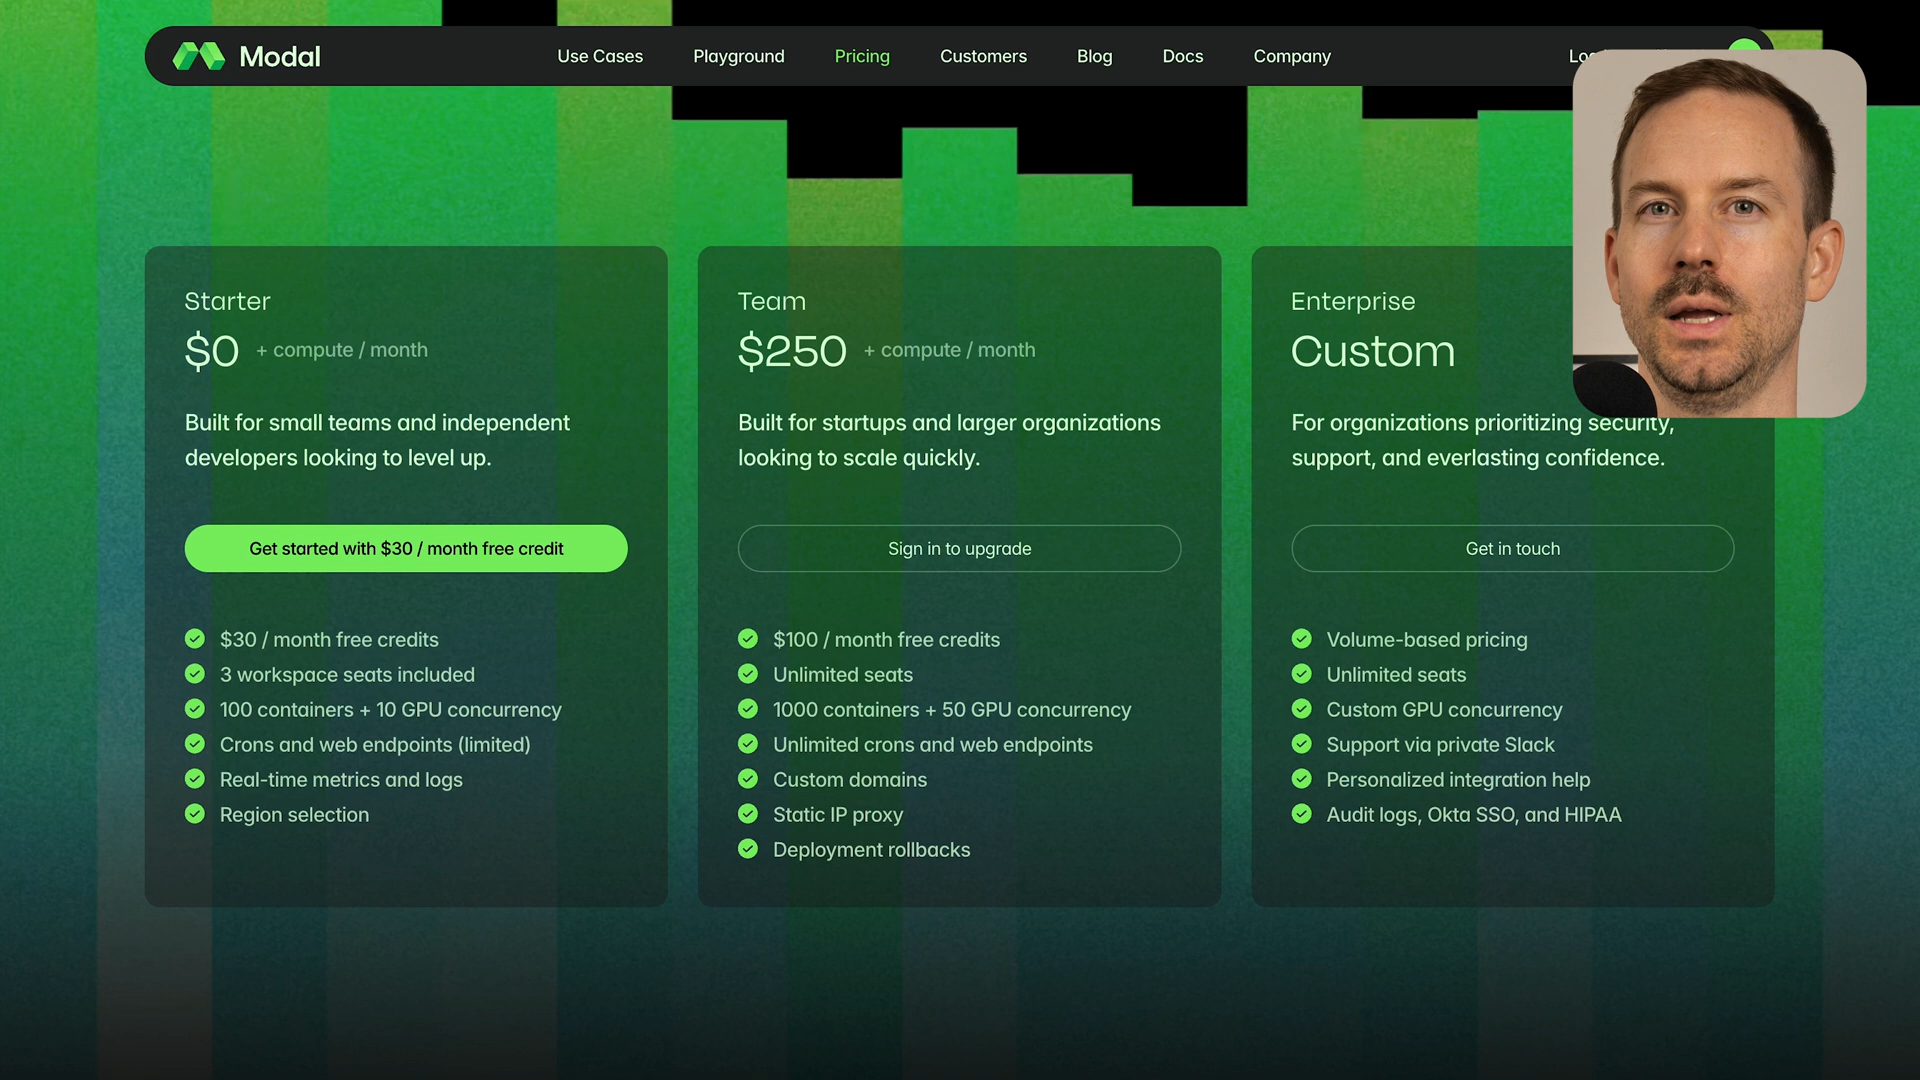 Modal
Use Cases
Playground
Pricing
Customers
Blog
Docs
Company
Starter
$0 + compute / month
Built for small teams and independent
developers looking to level up.
Get started with $30 / month free credit
$30 / month free credits
3 workspace seats included
100 containers + 10 GPU concurrency
Crons and web endpoints (limited)
Real-time metrics and logs
Region selection
Team
$250 + compute / month
Built for startups and larger organizations
looking to scale quickly.
Sign in to upgrade
$100 / month free credits
Unlimited seats
1000 containers + 50 GPU concurrency
Unlimited crons and web endpoints
Custom domains
Static IP proxy
Deployment rollbacks
Enterprise
Custom
For organizations prioritizing security,
support, and everlasting confidence.
Get in touch
Volume-based pricing
Unlimited seats
Custom GPU concurrency
Support via private Slack
Personalized integration help
Audit logs, Okta SSO, and HIPAA